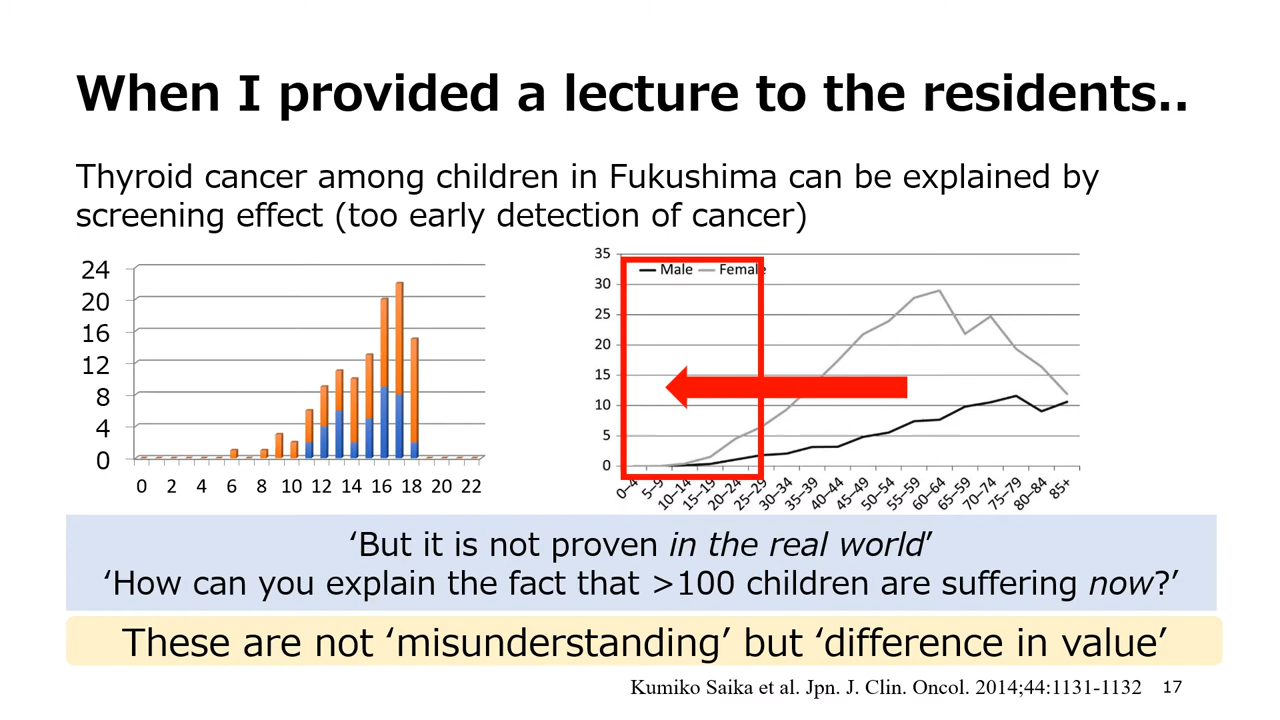 When I provided a lecture to the residents..
Thyroid cancer among children in Fukushima can be explained by
screening effect (too early detection of cancer)
24
20
16
12
8
4
0
0 2 4 6 8 10 12 14 16 18 20 22
35
30
25
20
15
10
5
0
Male Female
0–4 5–9 10–14 15–19 20–24 25–29 30–34 35–39 40–44 45–49 50–54 55–59 60–64 65–59 70–74 75–79 80–84 85+
‘But it is not proven in the real world’
‘How can you explain the fact that >100 children are suffering now?’
These are not ‘misunderstanding’ but ‘difference in value’
Kumiko Saika et al. Jpn. J. Clin. Oncol. 2014;44:1131-1132 17